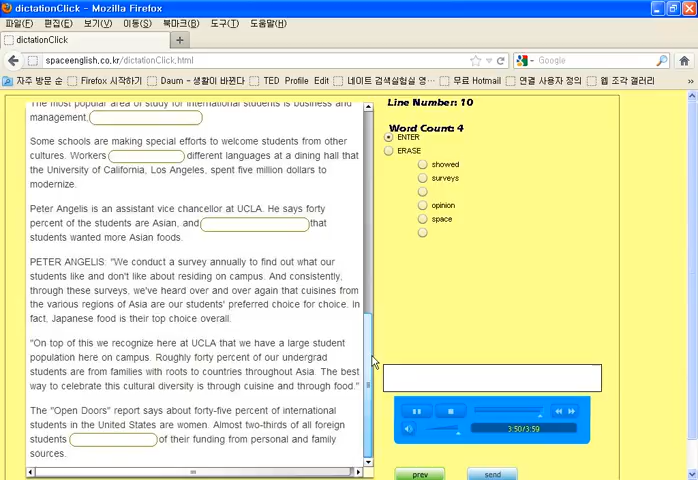 dictationClick - Mozilla Firefox
파일(F) 편집(E) 보기(V) 이동(S) 북마크(B) 도구(T) 도움말(H)
dictationClick
spaceenglish.co.kr/dictationClick.html
Google
자주 방문 순 Firefox 시작하기 Daum - 생활이 바뀐다 TED Profile Edit 네이트 검색실험실 영... 무료 Hotmail 연결 사용자 정의 웹 조각 갤러리
The most popular area of study for international students is business and
management,
Some schools are making special efforts to welcome students from other
cultures. Workers different languages at a dining hall that
the University of California, Los Angeles, spent five million dollars to
modernize.
Peter Angelis is an assistant vice chancellor at UCLA. He says forty
percent of the students are Asian, and that
students wanted more Asian foods.
PETER ANGELIS: "We conduct a survey annually to find out what our
students like and don't like about residing on campus. And consistently,
through these surveys, we've heard over and over again that cuisines from
the various regions of Asia are our students' preferred choice for choice. In
fact, Japanese food is their top choice overall.
"On top of this we recognize here at UCLA that we have a large student
population here on campus. Roughly forty percent of our undergrad
students are from families with roots to countries throughout Asia. The best
way to celebrate this cultural diversity is through cuisine and through food."
The "Open Doors" report says about forty-five percent of international
students in the United States are women. Almost two-thirds of all foreign
students of their funding from personal and family
sources.
Line Number: 10
Word Count: 4
ENTER
ERASE
showed
surveys
opinion
space
3:50/3:59
prev send